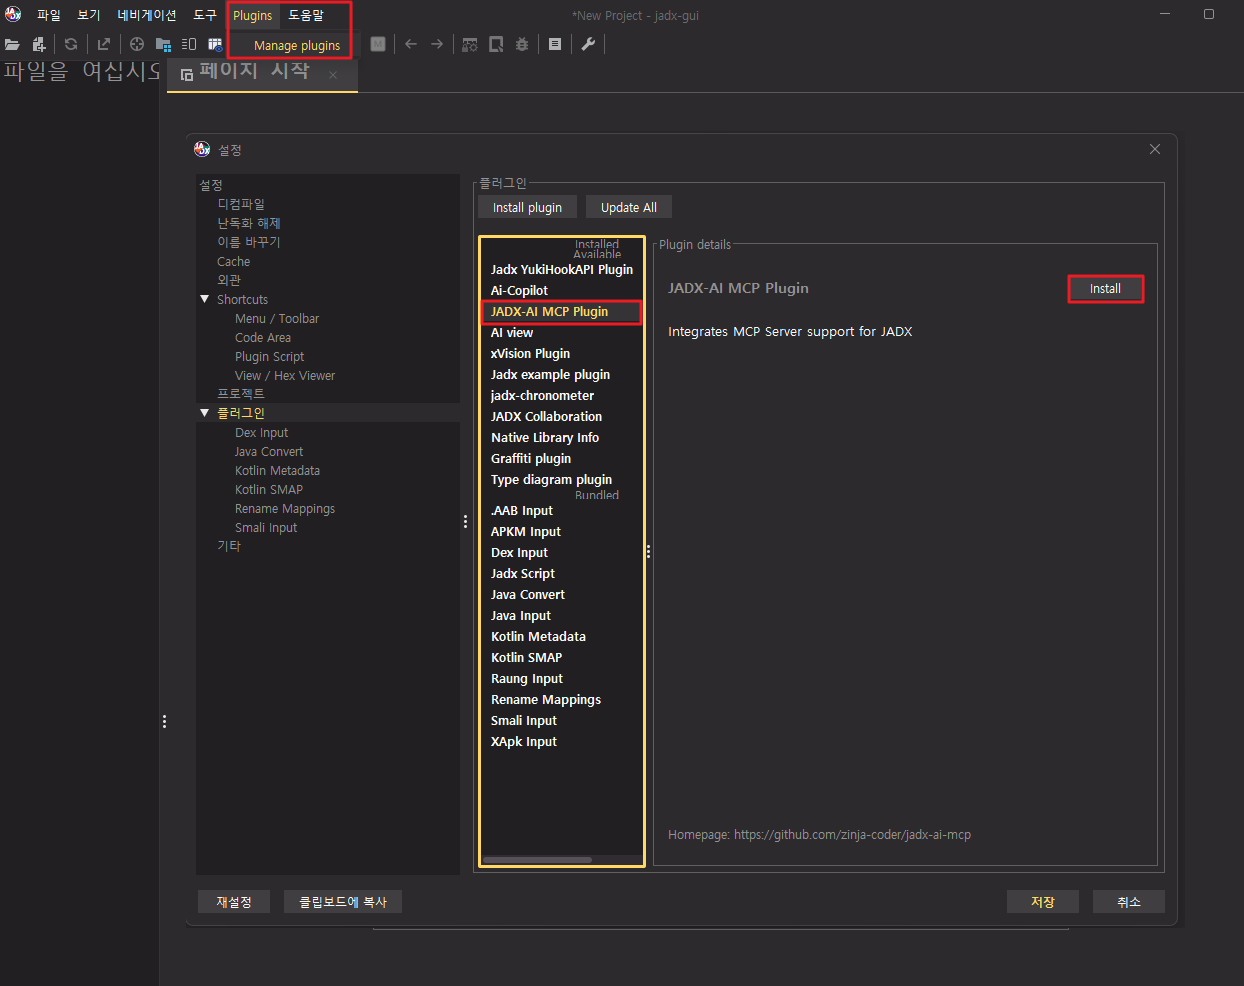 파일 보기 네비게이션 도구 Plugins 도움말 *New Project - jadx-gui
Manage plugins
파일을 여십시오
페이지 시작
설정
설정
디컴파일
난독화 해제
이름 바꾸기
Cache
외관
Shortcuts
Menu / Toolbar
Code Area
Plugin Script
View / Hex Viewer
프로젝트
플러그인
Dex Input
Java Convert
Kotlin Metadata
Kotlin SMAP
Rename Mappings
Smali Input
기타
플러그인
Install plugin Update All
Installed
Available
Jadx YukiHookAPI Plugin
Ai-Copilot
JADX-AI MCP Plugin
AI view
xVision Plugin
Jadx example plugin
jadx-chronometer
JADX Collaboration
Native Library Info
Graffiti plugin
Type diagram plugin
Bundled
.AAB Input
APKM Input
Dex Input
Jadx Script
Java Convert
Java Input
Kotlin Metadata
Kotlin SMAP
Raung Input
Rename Mappings
Smali Input
XApk Input
Plugin details
JADX-AI MCP Plugin Install
Integrates MCP Server support for JADX
Homepage: https://github.com/zinja-coder/jadx-ai-mcp
재설정 클립보드에 복사 저장 취소